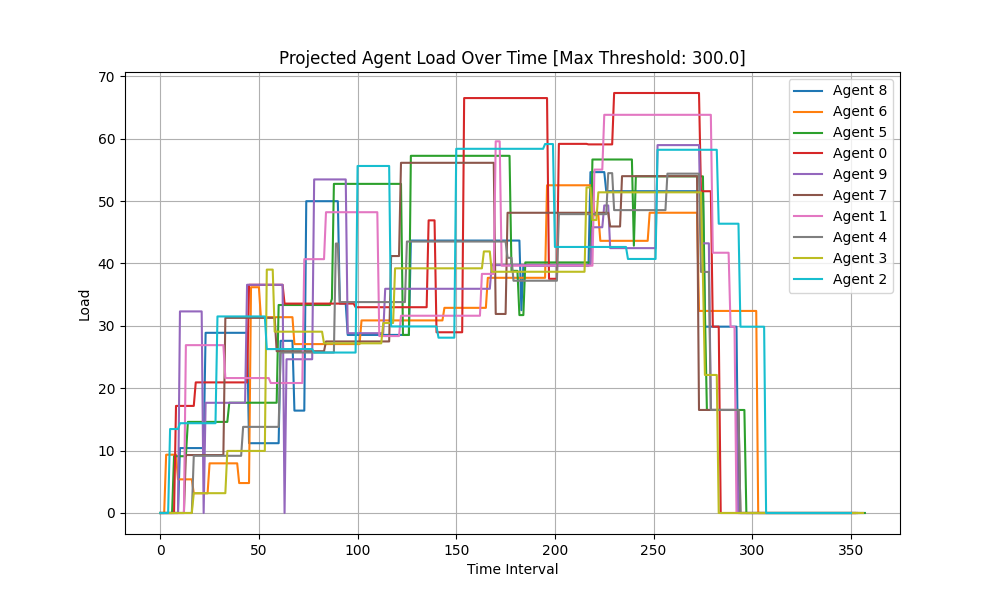 Projected Agent Load Over Time [Max Threshold: 300.0]
70
60
50
40
30
20
10
0
Load
0 50 100 150 200 250 300 350
Time Interval
Agent 8
Agent 6
Agent 5
Agent 0
Agent 9
Agent 7
Agent 1
Agent 4
Agent 3
Agent 2